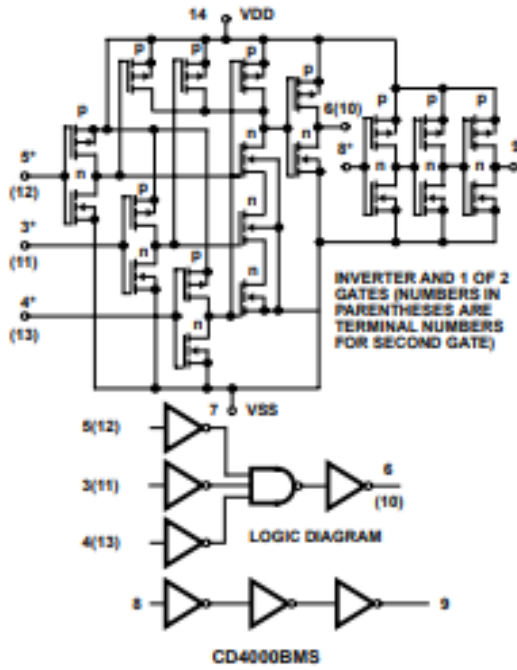 14 VDD
p p p p
6(10)
p p p p
5* n n n 8* 9
(12)
p
3* n n
(11)
p
4* n n
(13)
INVERTER AND 1 OF 2
GATES (NUMBERS IN
PARENTHESES ARE
TERMINAL NUMBERS
FOR SECOND GATE)
7 VSS
5(12)
3(11) 6
(10)
4(13) LOGIC DIAGRAM
8 9
CD4000BMS